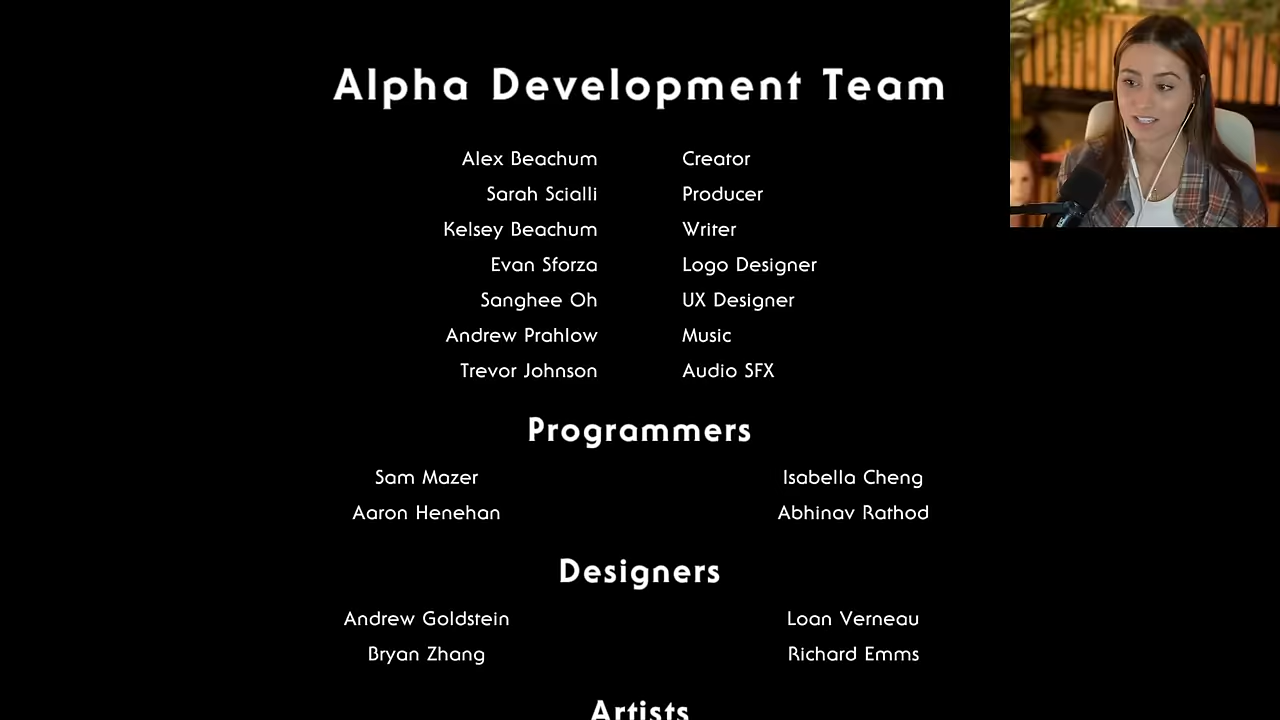 Alpha Development Team
Alex Beachum Creator
Sarah Scialli Producer
Kelsey Beachum Writer
Evan Sforza Logo Designer
Sanghee Oh UX Designer
Andrew Prahlow Music
Trevor Johnson Audio SFX
Programmers
Sam Mazer Isabella Cheng
Aaron Henehan Abhinav Rathod
Designers
Andrew Goldstein Loan Verneau
Bryan Zhang Richard Emms
Artists